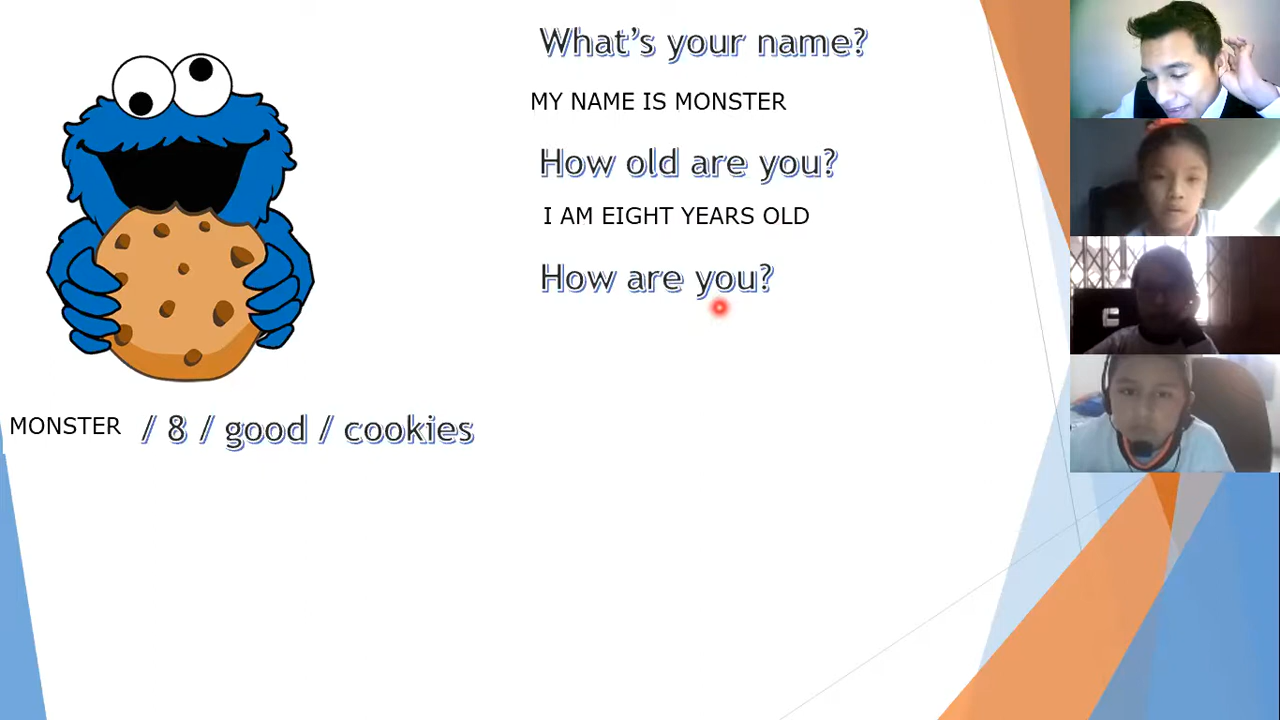 What's your name?
MY NAME IS MONSTER
How old are you?
I AM EIGHT YEARS OLD
How are you?
MONSTER / 8 / good / cookies